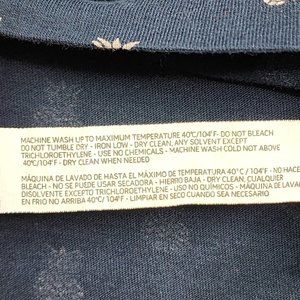 MACHINE WASH UP TO MAXIMUM TEMPERATURE 40°C/104°F- DO NOT BLEACH
DO NOT TUMBLE DRY - IRON LOW - DRY CLEAN, ANY SOLVENT EXCEPT
TRICHLOROETHYLENE - USE NO CHEMICALS - MACHINE WASH COLD NOT ABOVE
40°C/104°F - DRY CLEAN WHEN NEEDED
MÁQUINA DE LAVADO DE HASTA EL MÁXIMO DE TEMPERATURA 40°C / 104°F - NO
BLEACH - NO SE PUEDE USAR SECADORA - HIERRO BAJA - DRY CLEAN, CUALQUIER
DISOLVENTE EXCEPTO TRICHLOROETHYLENE - USO NO QUÍMICOS - MÁQUINA DE LAVADO
EN FRIO NO ARRIBA 40°C/ 104°F - LIMPIAR EN SECO CUANDO SEA NECESARIO